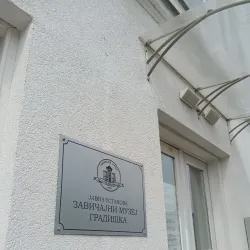 ЈАВНА УСТАНОВА
ЗАВИЧАЈНИ МУЗЕЈ
ГРАДИШКА